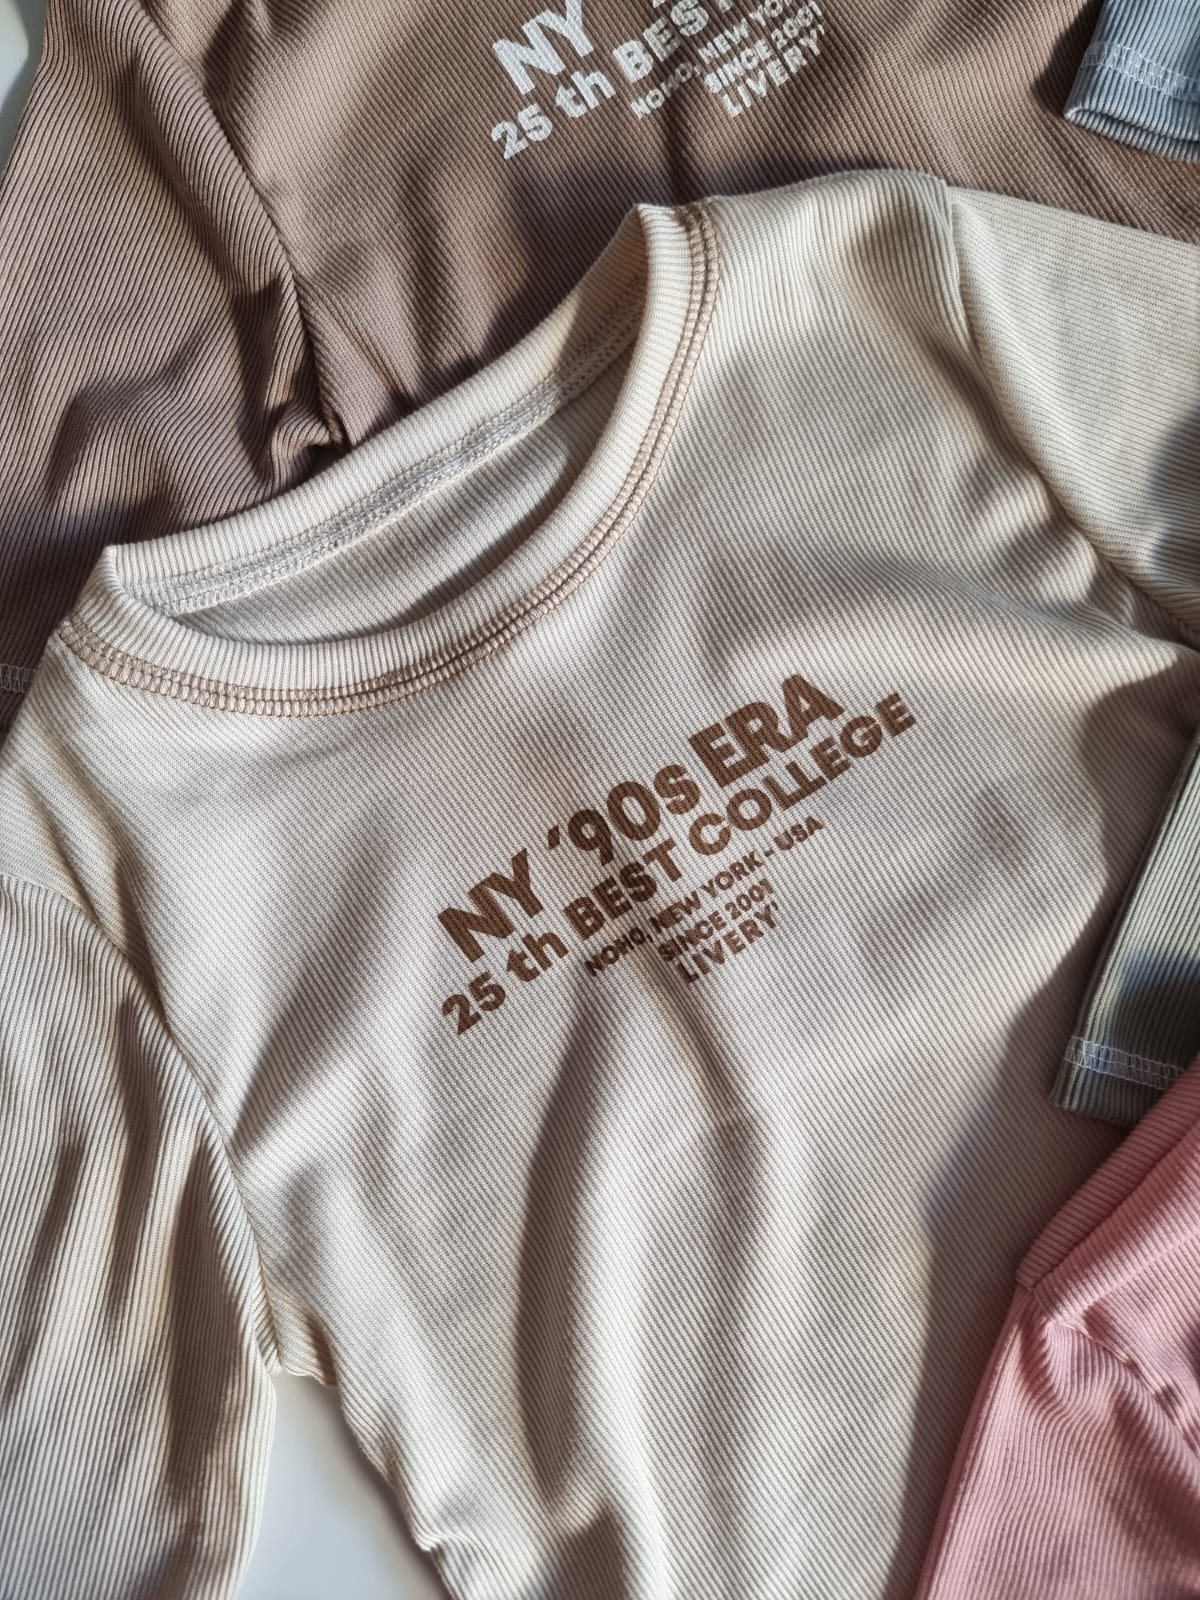 NY
25 th BEST
NOHO, NEW YO
SINCE 2001
LIVERY'
NY '90s ERA
25 th BEST COLLEGE
NOHO, NEW YORK - USA
SINCE 2001
LIVERY'